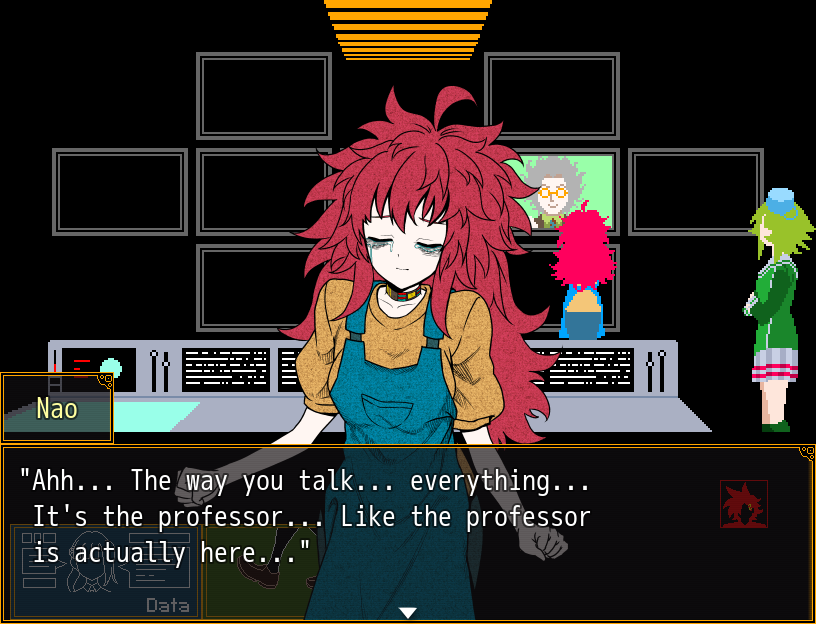 Nao
"Ahh... The way you talk... everything...
It's the professor... Like the professor
is actually here..."
Data